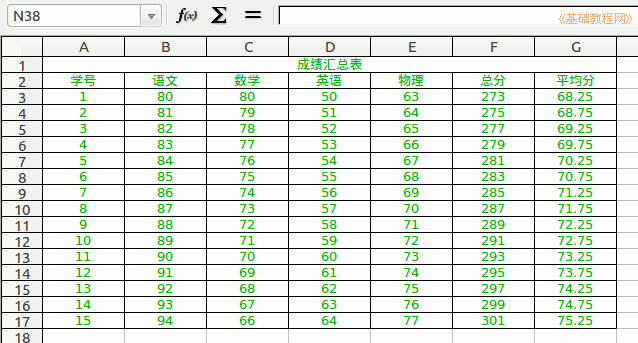 N38 f(x) Σ = 《基础教程网》
A B C D E F G
1 成绩汇总表
2 学号 语文 数学 英语 物理 总分 平均分
3 1 80 80 50 63 273 68.25
4 2 81 79 51 64 275 68.75
5 3 82 78 52 65 277 69.25
6 4 83 77 53 66 279 69.75
7 5 84 76 54 67 281 70.25
8 6 85 75 55 68 283 70.75
9 7 86 74 56 69 285 71.25
10 8 87 73 57 70 287 71.75
11 9 88 72 58 71 289 72.25
12 10 89 71 59 72 291 72.75
13 11 90 70 60 73 293 73.25
14 12 91 69 61 74 295 73.75
15 13 92 68 62 75 297 74.25
16 14 93 67 63 76 299 74.75
17 15 94 66 64 77 301 75.25
18